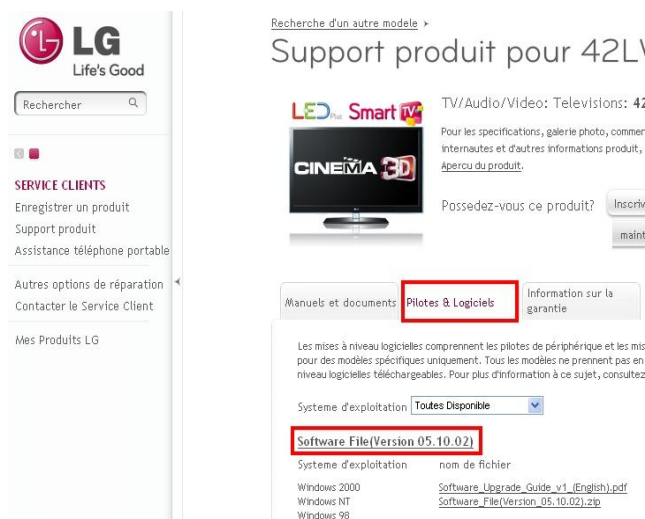 LG
Life's Good
Rechercher
SERVICE CLIENTS
Enregistrer un produit
Support produit
Assistance téléphone portable
Autres options de réparation
Contacter le Service Client
Mes Produits LG
Recherche d'un autre modele
Support produit pour 42LV
LED Plus Smart TV
CINEMA 3D
TV/Audio/Video: Televisions: 42
Pour les specifications, galerie photo, commer
internautes et d'autres informations produit,
Apercu du produit.
Possedez-vous ce produit?
Inscriv
maint
Manuels et documents
Pilotes & Logiciels
Information sur la
garantie
Les mises à niveau logicielles comprennent les pilotes de périphérique et les mis
pour des modèles spécifiques uniquement. Tous les modèles ne prennent pas en
niveau logicielles téléchargeables. Pour plus d'information à ce sujet, consultez
Systeme d'exploitation Toutes Disponible
Software File(Version 05.10.02)
Systeme d'exploitation nom de fichier
Windows 2000 Software_Upgrade_Guide_v1_(English).pdf
Windows NT Software_File(Version_05.10.02).zip
Windows 98